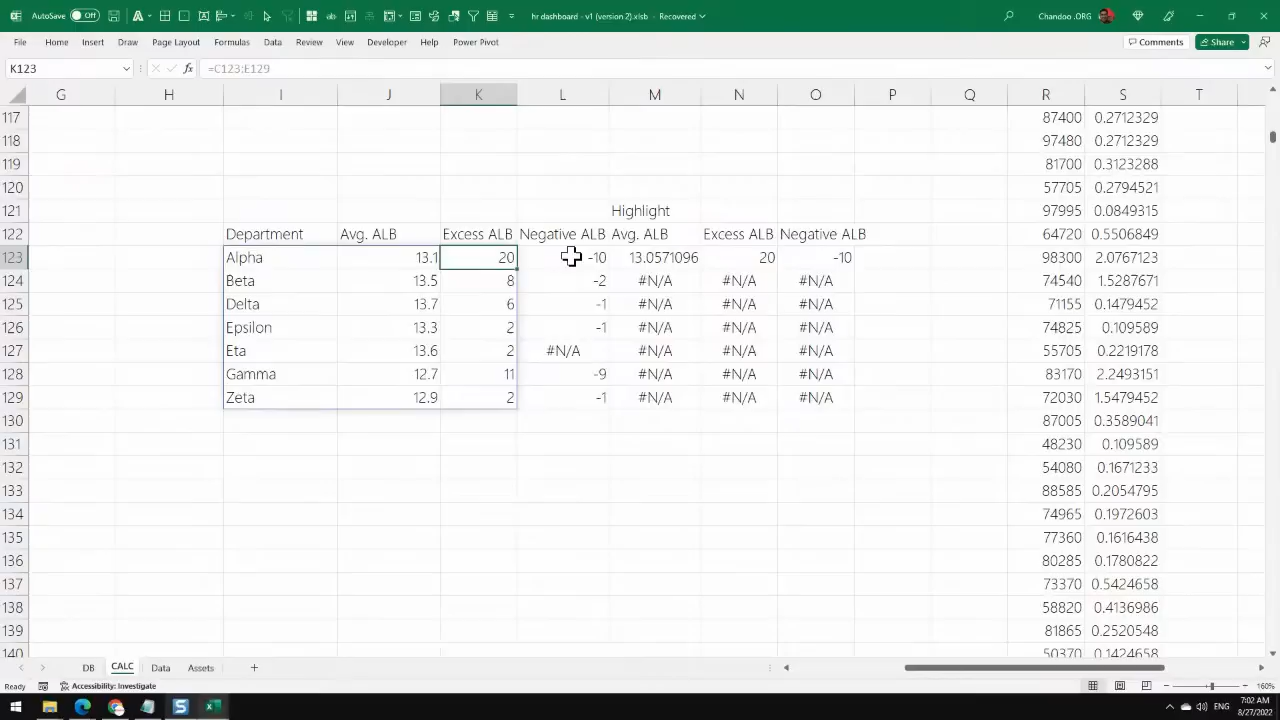 AutoSave Off hr dashboard - v1 (version 2).xlsb - Recovered Chandoo .ORG
File Home Insert Draw Page Layout Formulas Data Review View Developer Help Power Pivot Comments Share
K123 fx =C123:E129
G H I J K L M N O P Q R S T
117 87400 0.2712329
118 97480 0.2712329
119 81700 0.3123288
120 57705 0.2794521
121 Highlight 97995 0.0849315
122 Department Avg. ALB Excess ALB Negative ALB Avg. ALB Excess ALB Negative ALB 64720 0.5506849
123 Alpha 13.1 20 -10 13.0571096 20 -10 98300 2.0767123
124 Beta 13.5 8 -2 #N/A #N/A #N/A 74540 1.5287671
125 Delta 13.7 6 -1 #N/A #N/A #N/A 71155 0.1479452
126 Epsilon 13.3 2 -1 #N/A #N/A #N/A 74825 0.109589
127 Eta 13.6 2 #N/A #N/A #N/A #N/A 55705 0.2219178
128 Gamma 12.7 11 -9 #N/A #N/A #N/A 83170 2.2493151
129 Zeta 12.9 2 -1 #N/A #N/A #N/A 72030 1.5479452
130 87005 0.3589041
131 48230 0.109589
132 54080 0.1671233
133 88585 0.2054795
134 74965 0.1972603
135 77360 0.1616438
136 80285 0.1780822
137 73370 0.5424658
138 58820 0.4136986
139 81865 0.2520548
140 50370 0.1424658
DB CALC Data Assets
Ready Accessibility: Investigate 160%
ENG 7:02 AM
8/27/2022